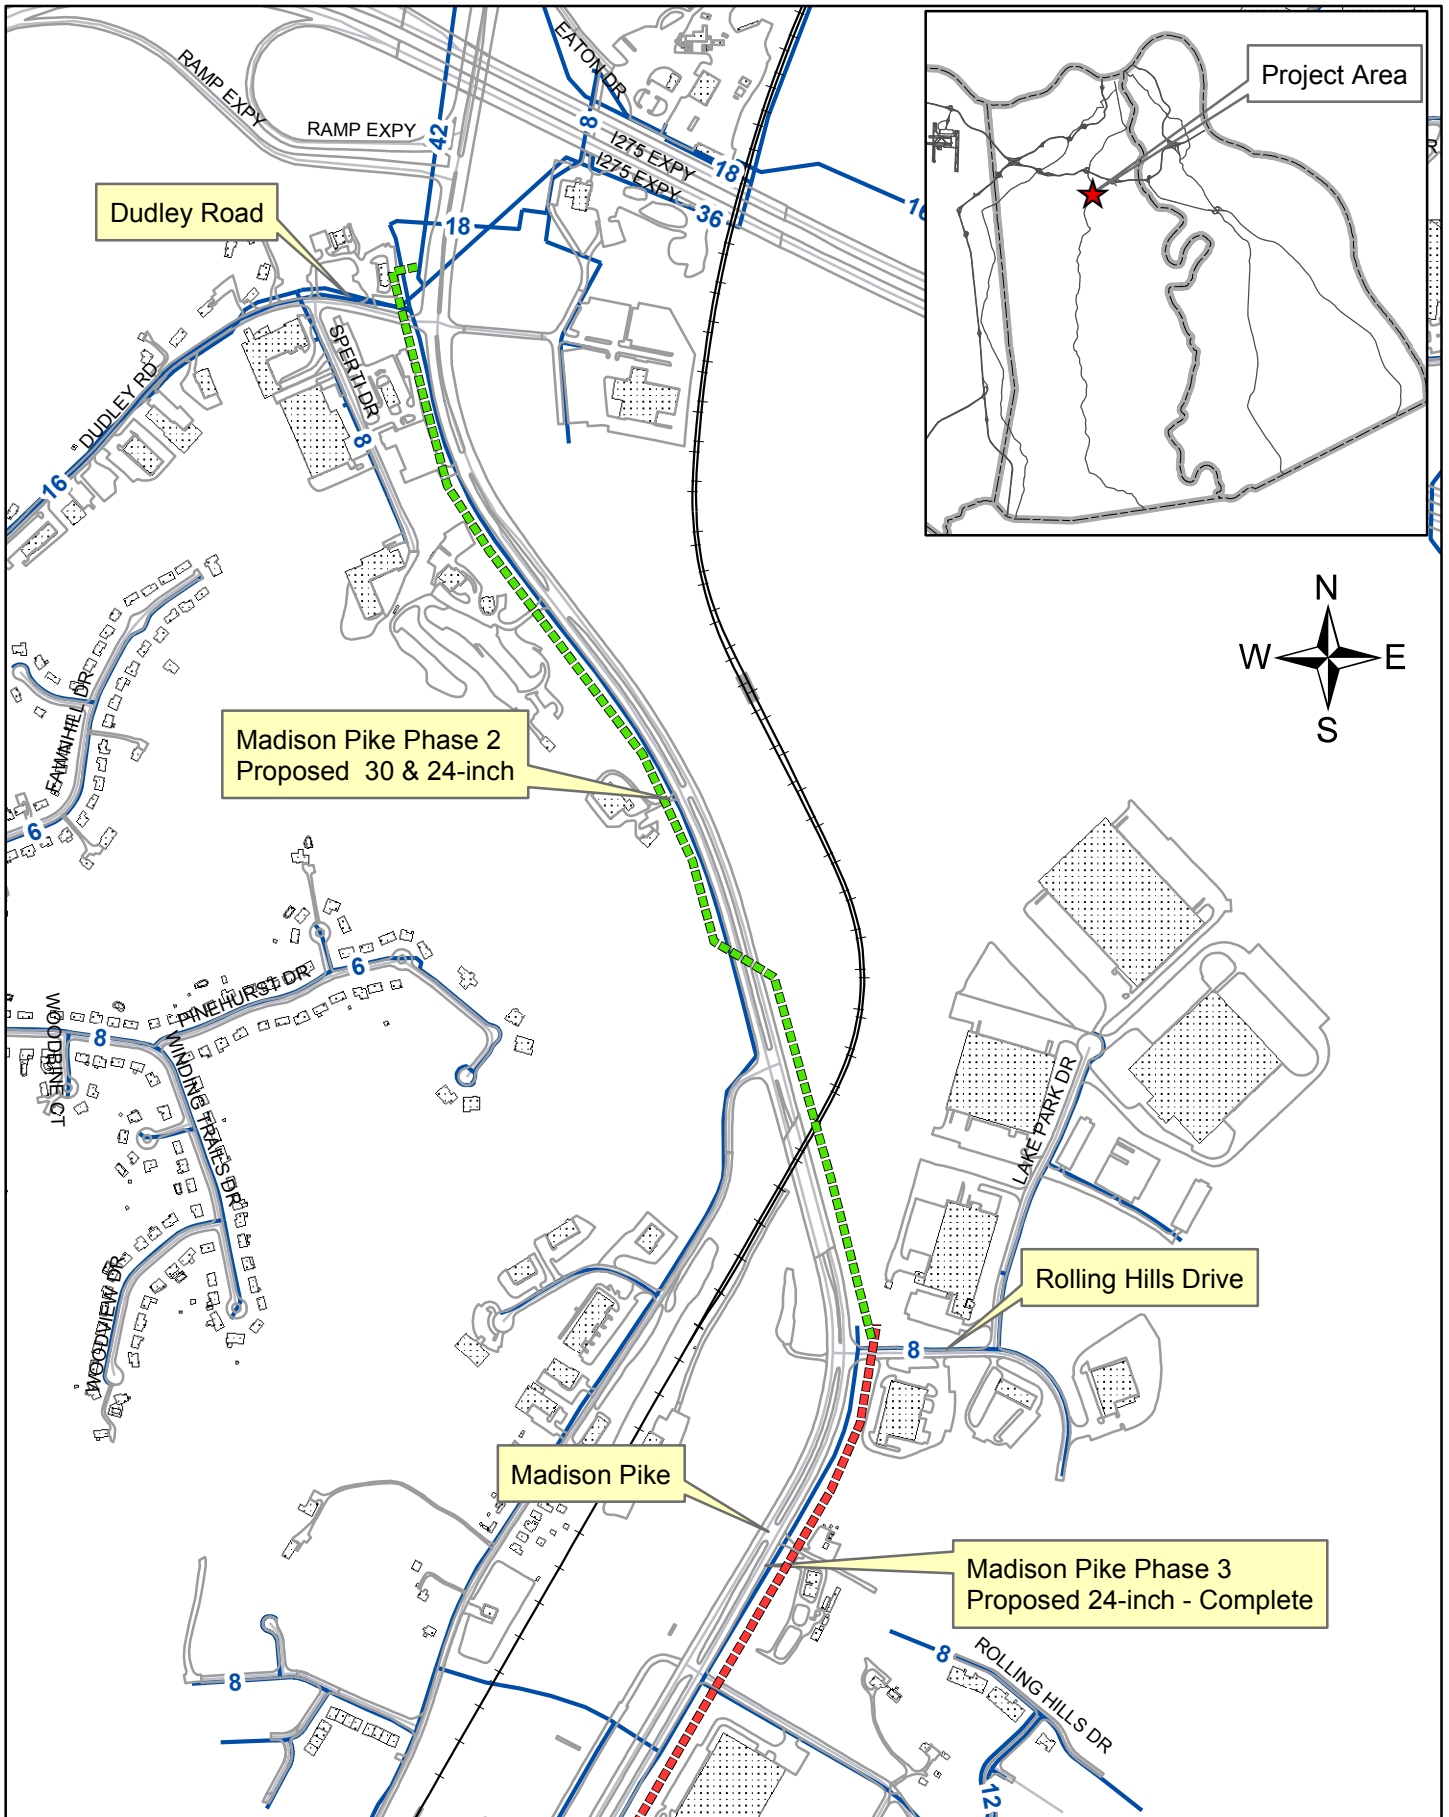 RAMP EXPY
RAMP EXPY
42
EATON DR
8
I275 EXPY
I275 EXPY
18
36
16
Project Area
Dudley Road
18
SPERTI DR
8
DUDLEY RD
16
N
W
E
S
FAWNHILL DR
6
Madison Pike Phase 2
Proposed 30 & 24-inch
PINEHURST DR
6
8
WOODBINE CT
WINDING TRAILS DR
WOODVIEW DR
LAKE PARK DR
Rolling Hills Drive
8
Madison Pike
Madison Pike Phase 3
Proposed 24-inch - Complete
8
8
ROLLING HILLS DR
12